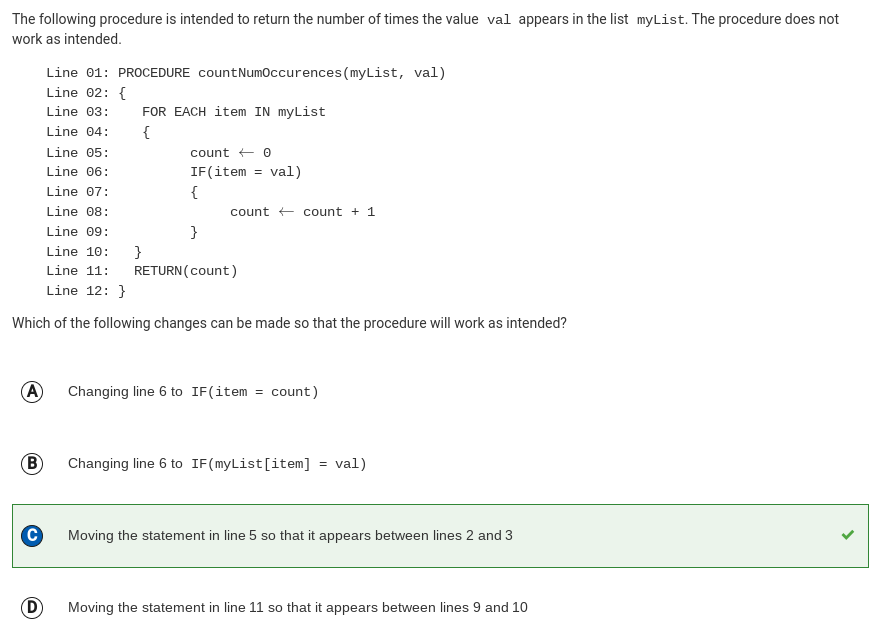 The following procedure is intended to return the number of times the value val appears in the list myList. The procedure does not
work as intended.
Line 01: PROCEDURE countNumOccurences(myList, val)
Line 02: {
Line 03:    FOR EACH item IN myList
Line 04:    {
Line 05:          count ← 0
Line 06:          IF(item = val)
Line 07:          {
Line 08:               count ← count + 1
Line 09:          }
Line 10:   }
Line 11:   RETURN(count)
Line 12: }
Which of the following changes can be made so that the procedure will work as intended?
A Changing line 6 to IF(item = count)
B Changing line 6 to IF(myList[item] = val)
C Moving the statement in line 5 so that it appears between lines 2 and 3
D Moving the statement in line 11 so that it appears between lines 9 and 10